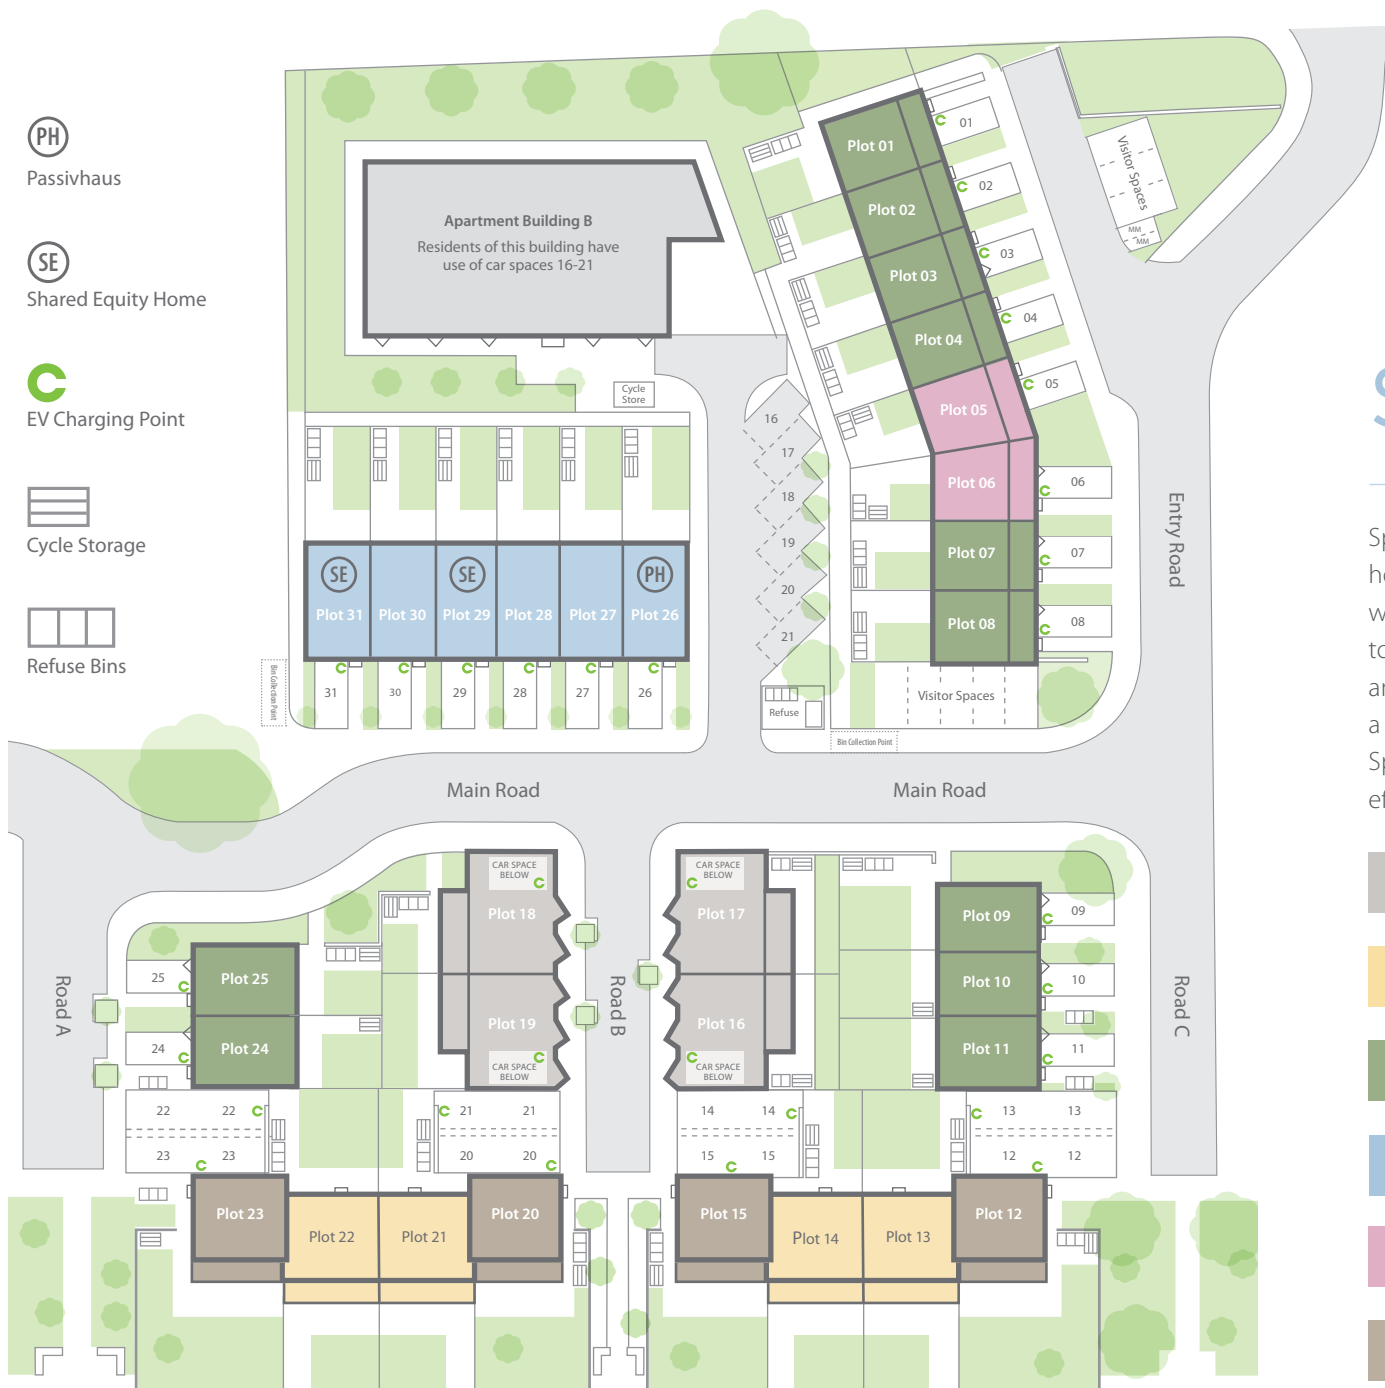 PH
Passivhaus
SE
Shared Equity Home
C
EV Charging Point
Cycle Storage
Refuse Bins
Apartment Building B
Residents of this building have
use of car spaces 16-21
Cycle
Store
Plot 01
Plot 02
Plot 03
Plot 04
Plot 05
Plot 06
Plot 07
Plot 08
01
02
03
04
05
06
07
08
Visitor Spaces
MM
MM
Entry Road
16
17
18
19
20
21
Refuse
Visitor Spaces
Bin Collection Point
SE
SE
PH
Plot 31
Plot 30
Plot 29
Plot 28
Plot 27
Plot 26
31
30
29
28
27
26
Bin Collection Point
Main Road
Main Road
Road A
Road B
Road C
CAR SPACE
BELOW
Plot 18
Plot 19
CAR SPACE
BELOW
CAR SPACE
BELOW
Plot 17
Plot 16
CAR SPACE
BELOW
Plot 09
Plot 10
Plot 11
09
10
11
25
24
Plot 25
Plot 24
22 22
23 23
21 21
20 20
14 14
15 15
13 13
12 12
Plot 23
Plot 22
Plot 21
Plot 20
Plot 15
Plot 14
Plot 13
Plot 12
S
Sp
to
a
Sp